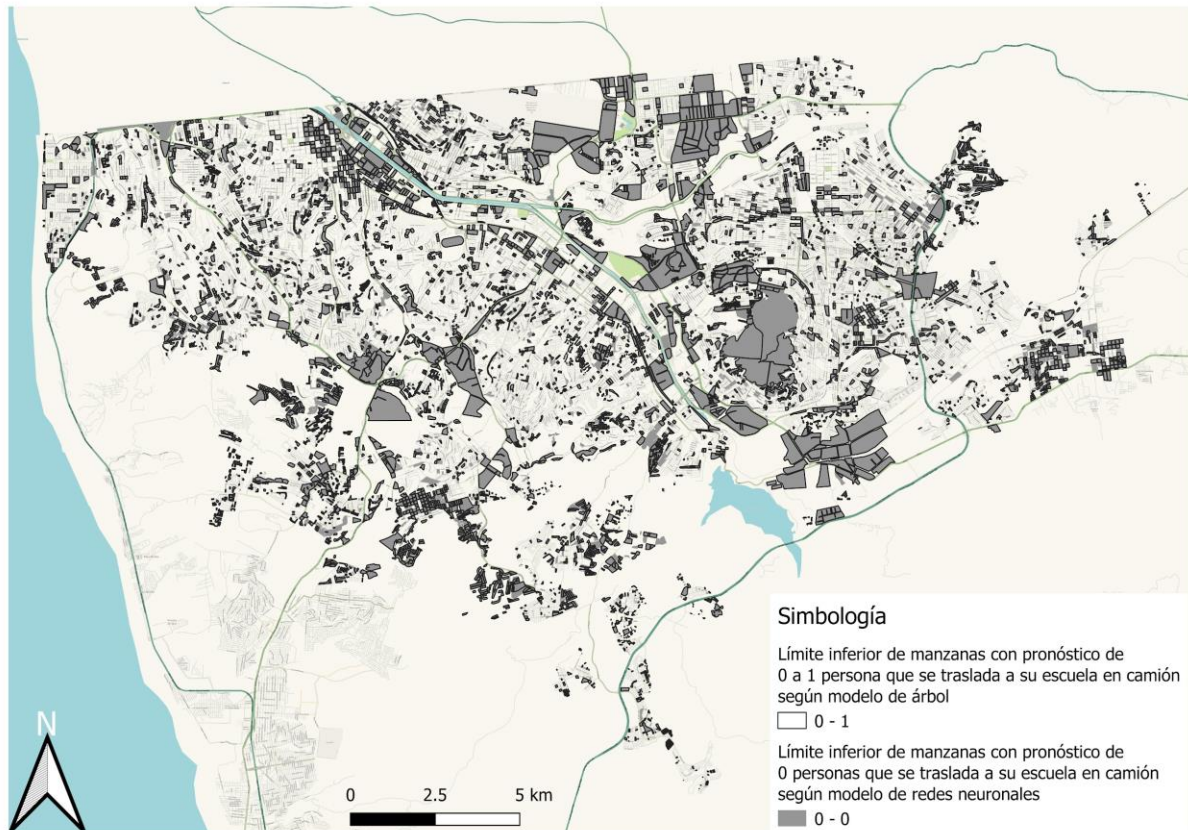 Simbología
Límite inferior de manzanas con pronóstico de
0 a 1 persona que se traslada a su escuela en camión
según modelo de árbol
0 - 1
Límite inferior de manzanas con pronóstico de
0 personas que se traslada a su escuela en camión
según modelo de redes neuronales
0 - 0
N
0 2.5 5 km